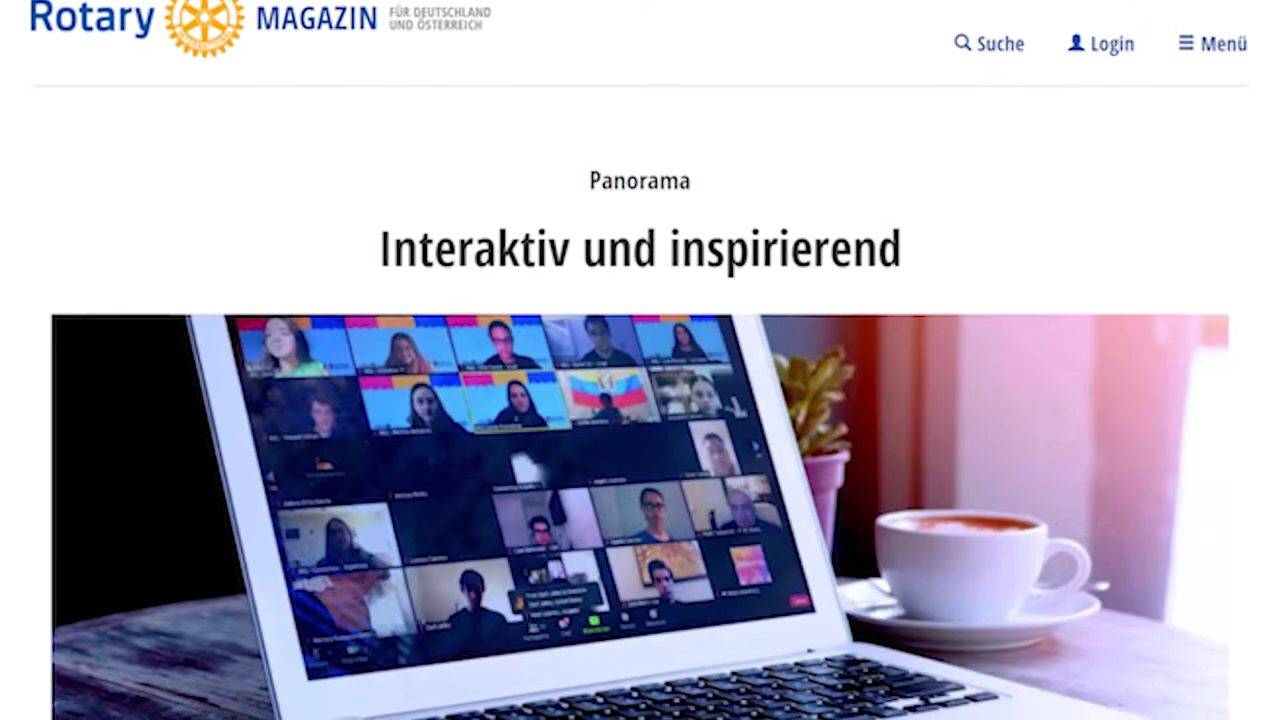 Rotary MAGAZIN FÜR DEUTSCHLAND
UND ÖSTERREICH
Suche Login Menü
Panorama
Interaktiv und inspirierend